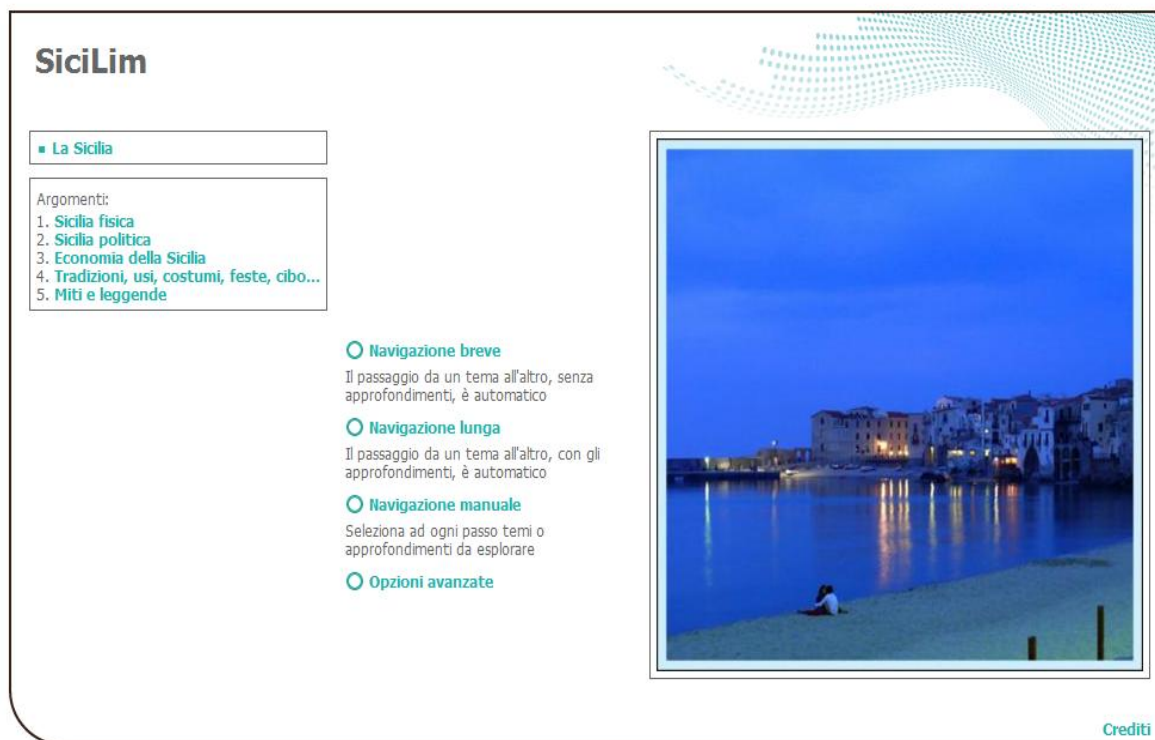 SiciLim
La Sicilia
Argomenti:
1. Sicilia fisica
2. Sicilia politica
3. Economia della Sicilia
4. Tradizioni, usi, costumi, feste, cibo...
5. Miti e leggende
Navigazione breve
Il passaggio da un tema all'altro, senza
approfondimenti, è automatico
Navigazione lunga
Il passaggio da un tema all'altro, con gli
approfondimenti, è automatico
Navigazione manuale
Seleziona ad ogni passo temi o
approfondimenti da esplorare
Opzioni avanzate
Crediti